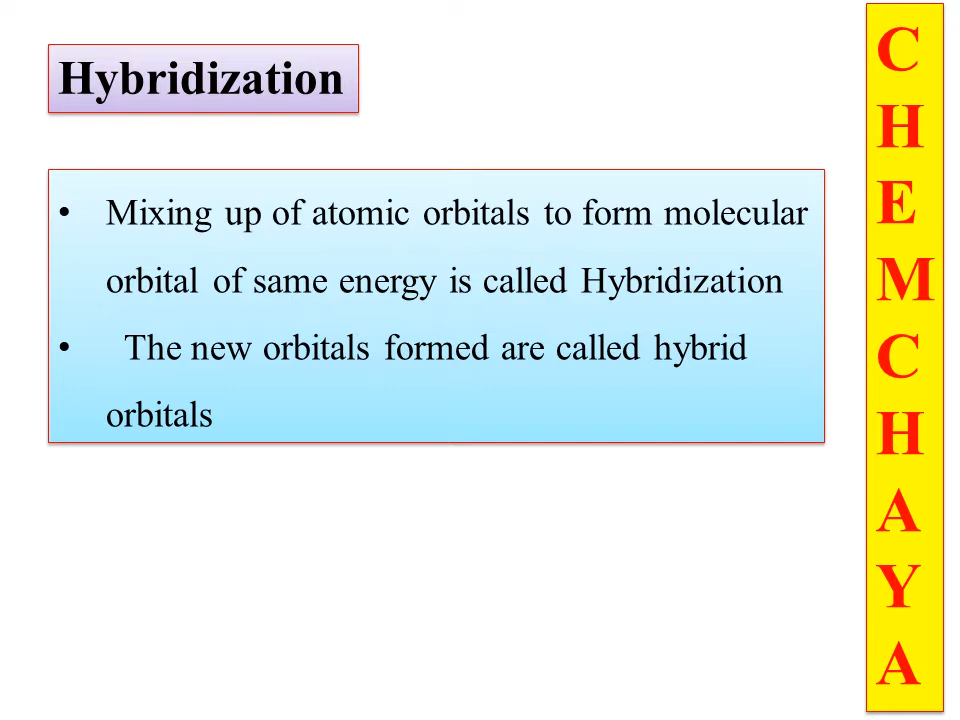 Hybridization
• Mixing up of atomic orbitals to form molecular
orbital of same energy is called Hybridization
• The new orbitals formed are called hybrid
orbitals
C
H
E
M
C
H
A
Y
A